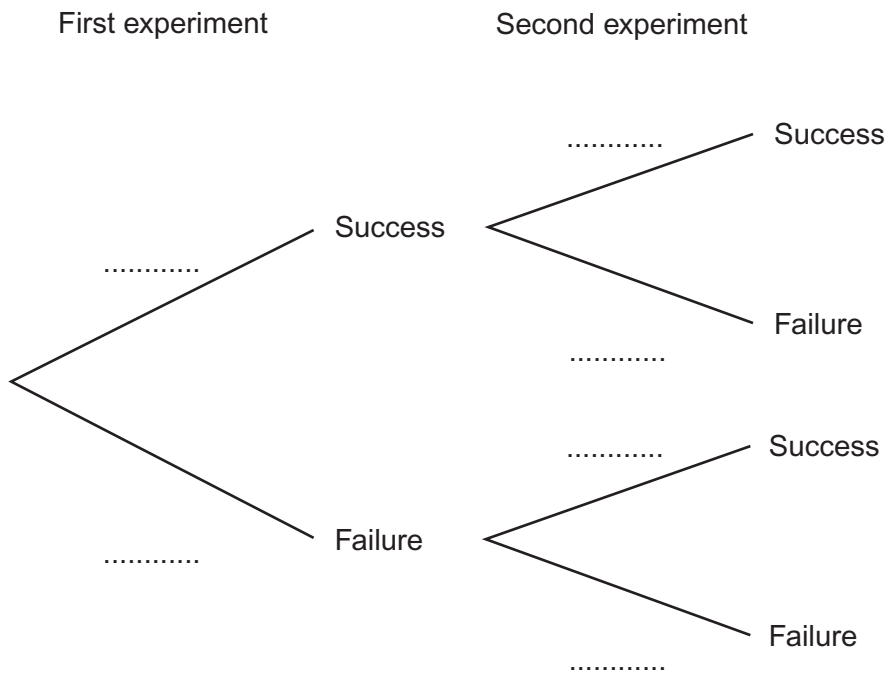 First experiment Second experiment
............ Success
Success
............
Failure
............
............ Success
Failure
............
Failure
............